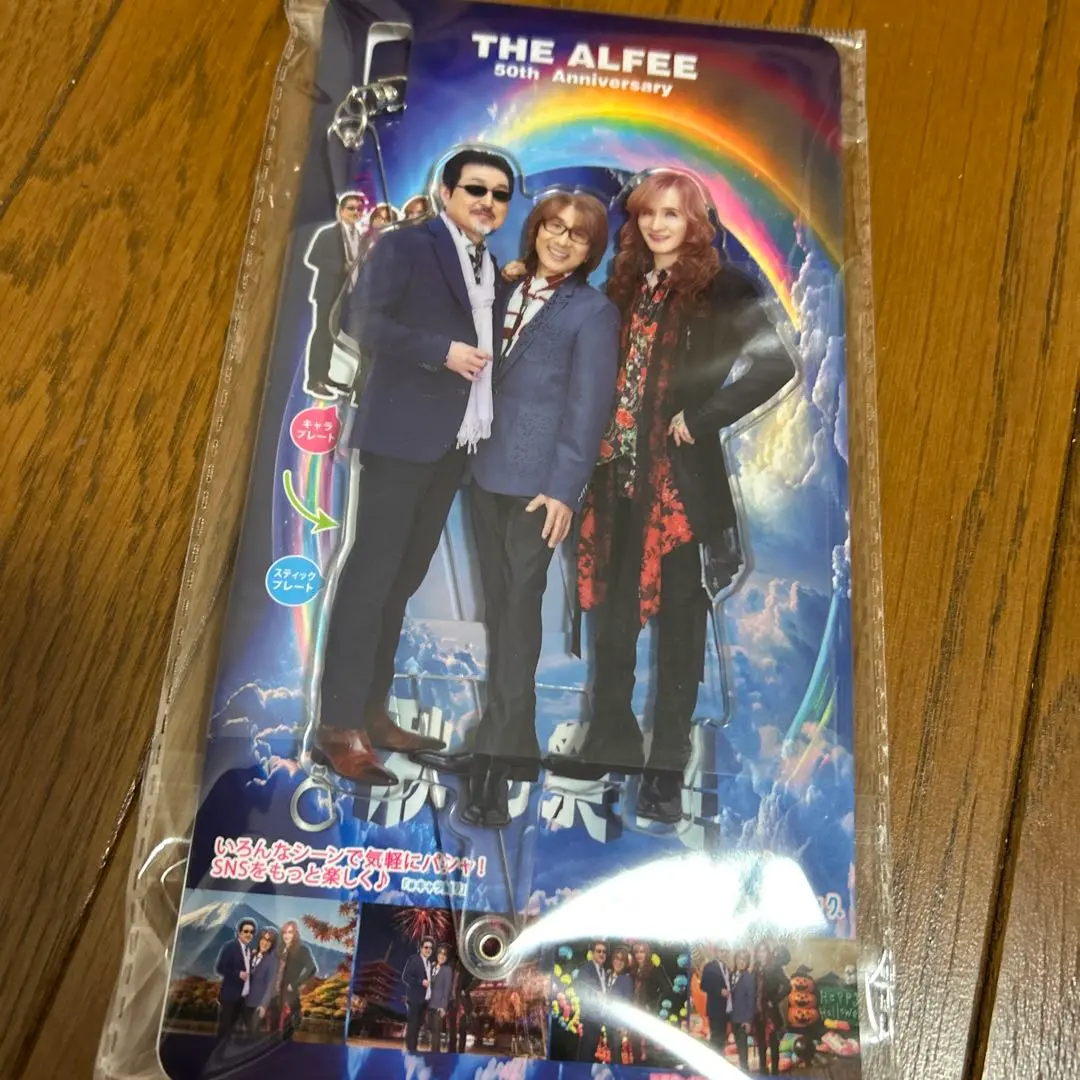 THE ALFEE
50th Anniversary
キャラ
プレート
スティック
プレート
いろんなシーンで気軽にパシャ！
SNSをもっと楽しく♪
HAPPY
Halloween